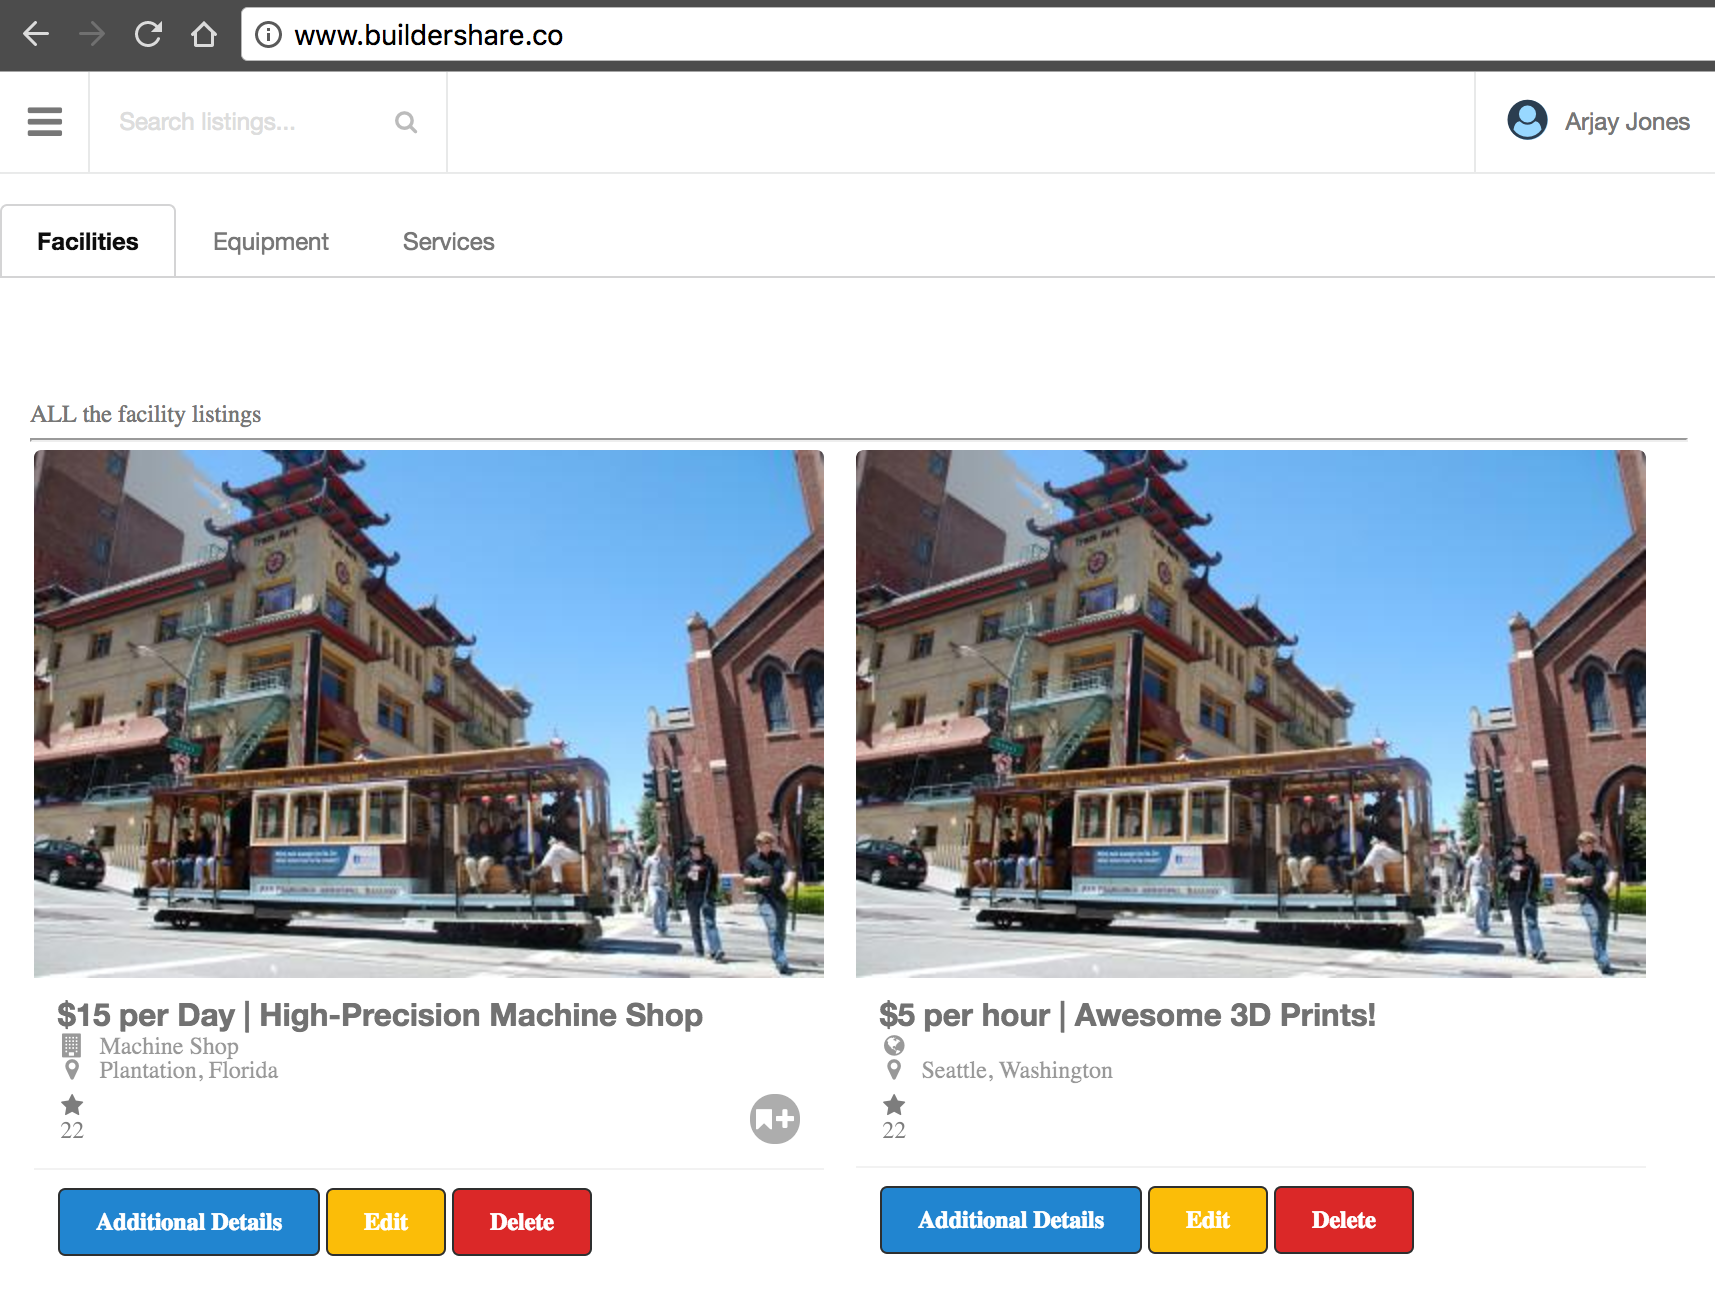 www.buildershare.co
Search listings...
Arjay Jones
Facilities
Equipment
Services
ALL the facility listings
$15 per Day | High-Precision Machine Shop
Machine Shop
Plantation, Florida
22
Additional Details
Edit
Delete
$5 per hour | Awesome 3D Prints!
Seattle, Washington
22
Additional Details
Edit
Delete